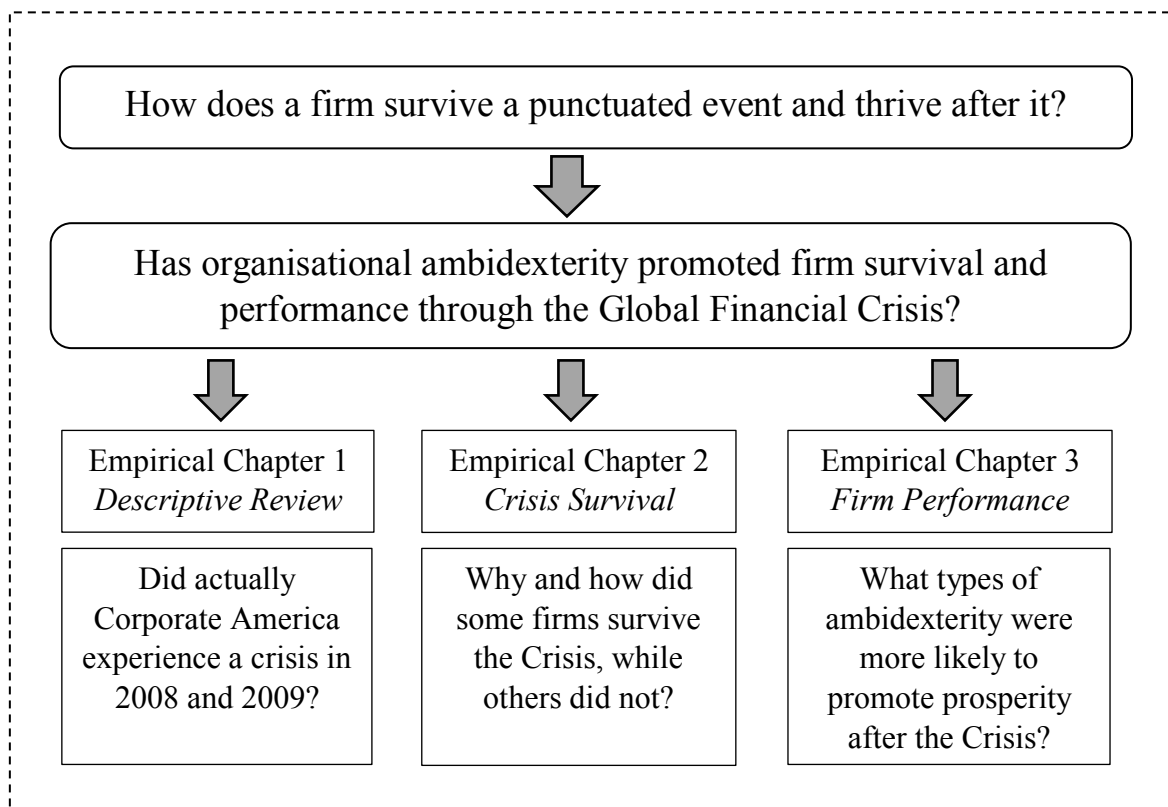 How does a firm survive a punctuated event and thrive after it?
Has organisational ambidexterity promoted firm survival and
performance through the Global Financial Crisis?
Empirical Chapter 1
Descriptive Review
Empirical Chapter 2
Crisis Survival
Empirical Chapter 3
Firm Performance
Did actually
Corporate America
experience a crisis in
2008 and 2009?
Why and how did
some firms survive
the Crisis, while
others did not?
What types of
ambidexterity were
more likely to
promote prosperity
after the Crisis?